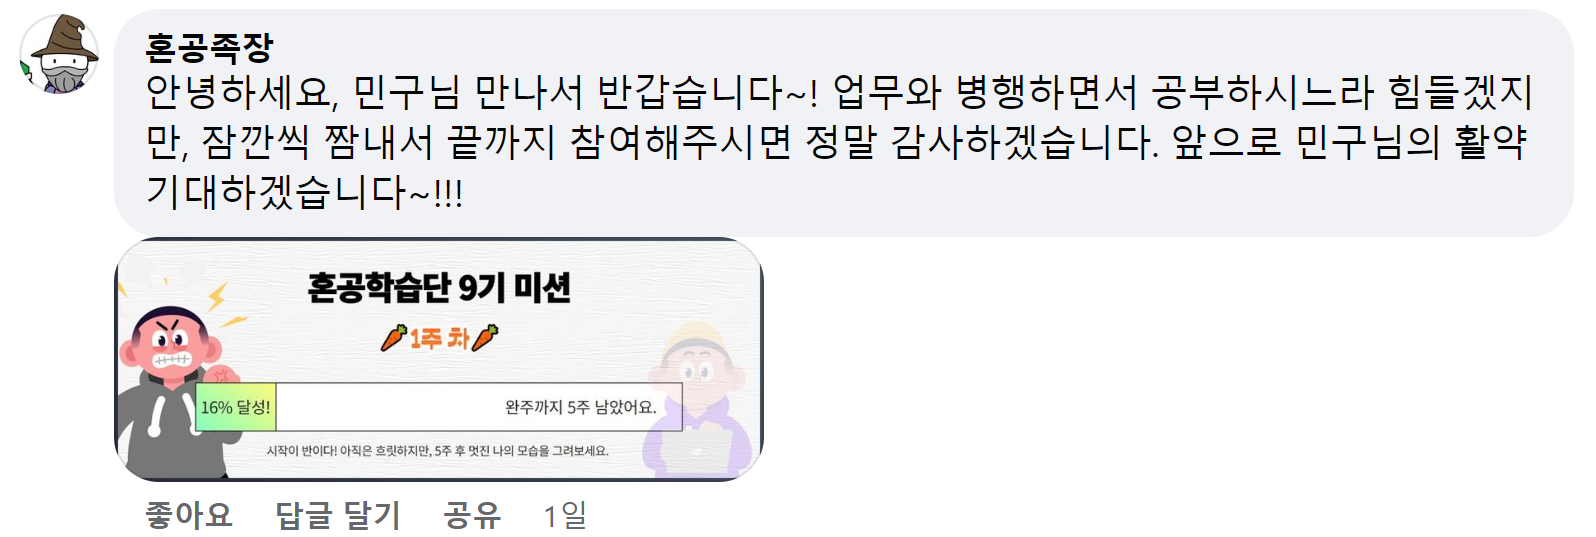 혼공족장
안녕하세요, 민구님 만나서 반갑습니다~! 업무와 병행하면서 공부하시느라 힘들겠지
만, 잠깐씩 짬내서 끝까지 참여해주시면 정말 감사하겠습니다. 앞으로 민구님의 활약
기대하겠습니다~!!!
혼공학습단 9기 미션
1주 차
16% 달성!
완주까지 5주 남았어요.
시작이 반이다! 아직은 흐릿하지만, 5주 후 멋진 나의 모습을 그려보세요.
좋아요 답글 달기 공유 1일